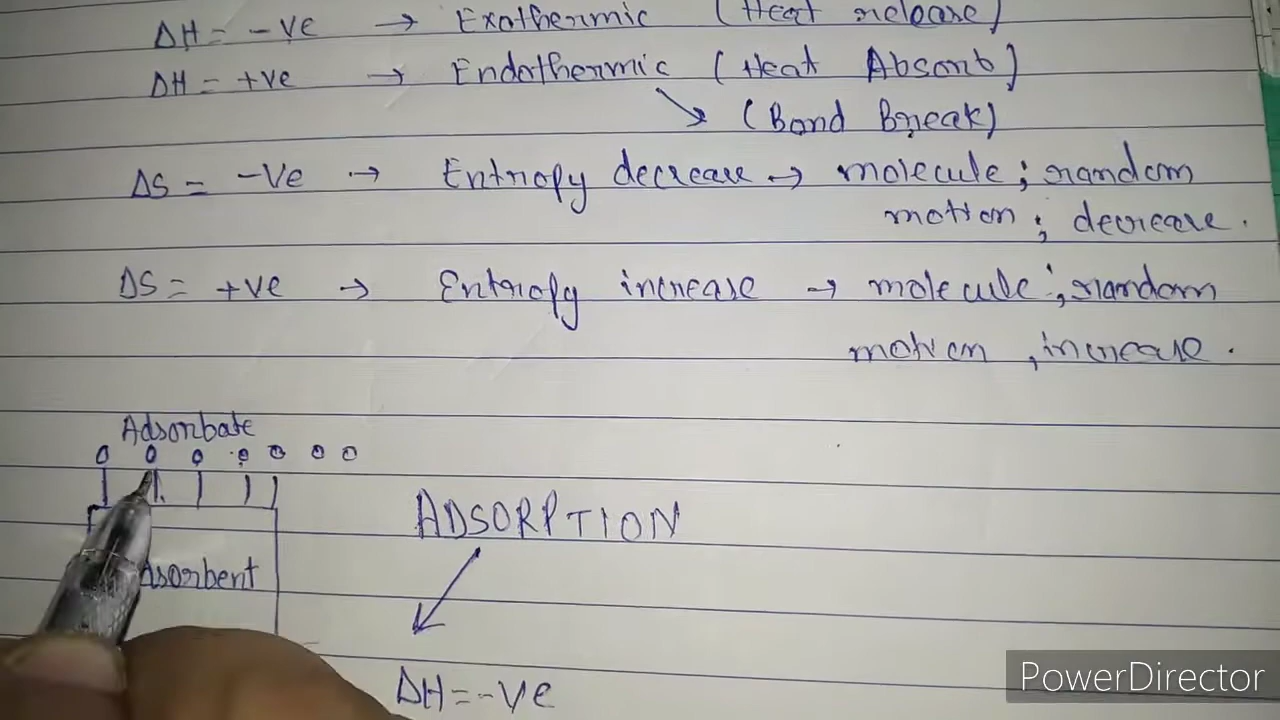 ΔH = -ve → Exothermic (Heat release)
ΔH = +ve → Endothermic (Heat Absorb)
(Bond Break)
ΔS = -Ve → Entropy decrease → molecule; random
motion; decrease.
ΔS = +ve → Entropy increase → molecule; random
motion, increase.
Adsorbate
ADSORPTION
dsorbent
ΔH = -Ve
PowerDirector